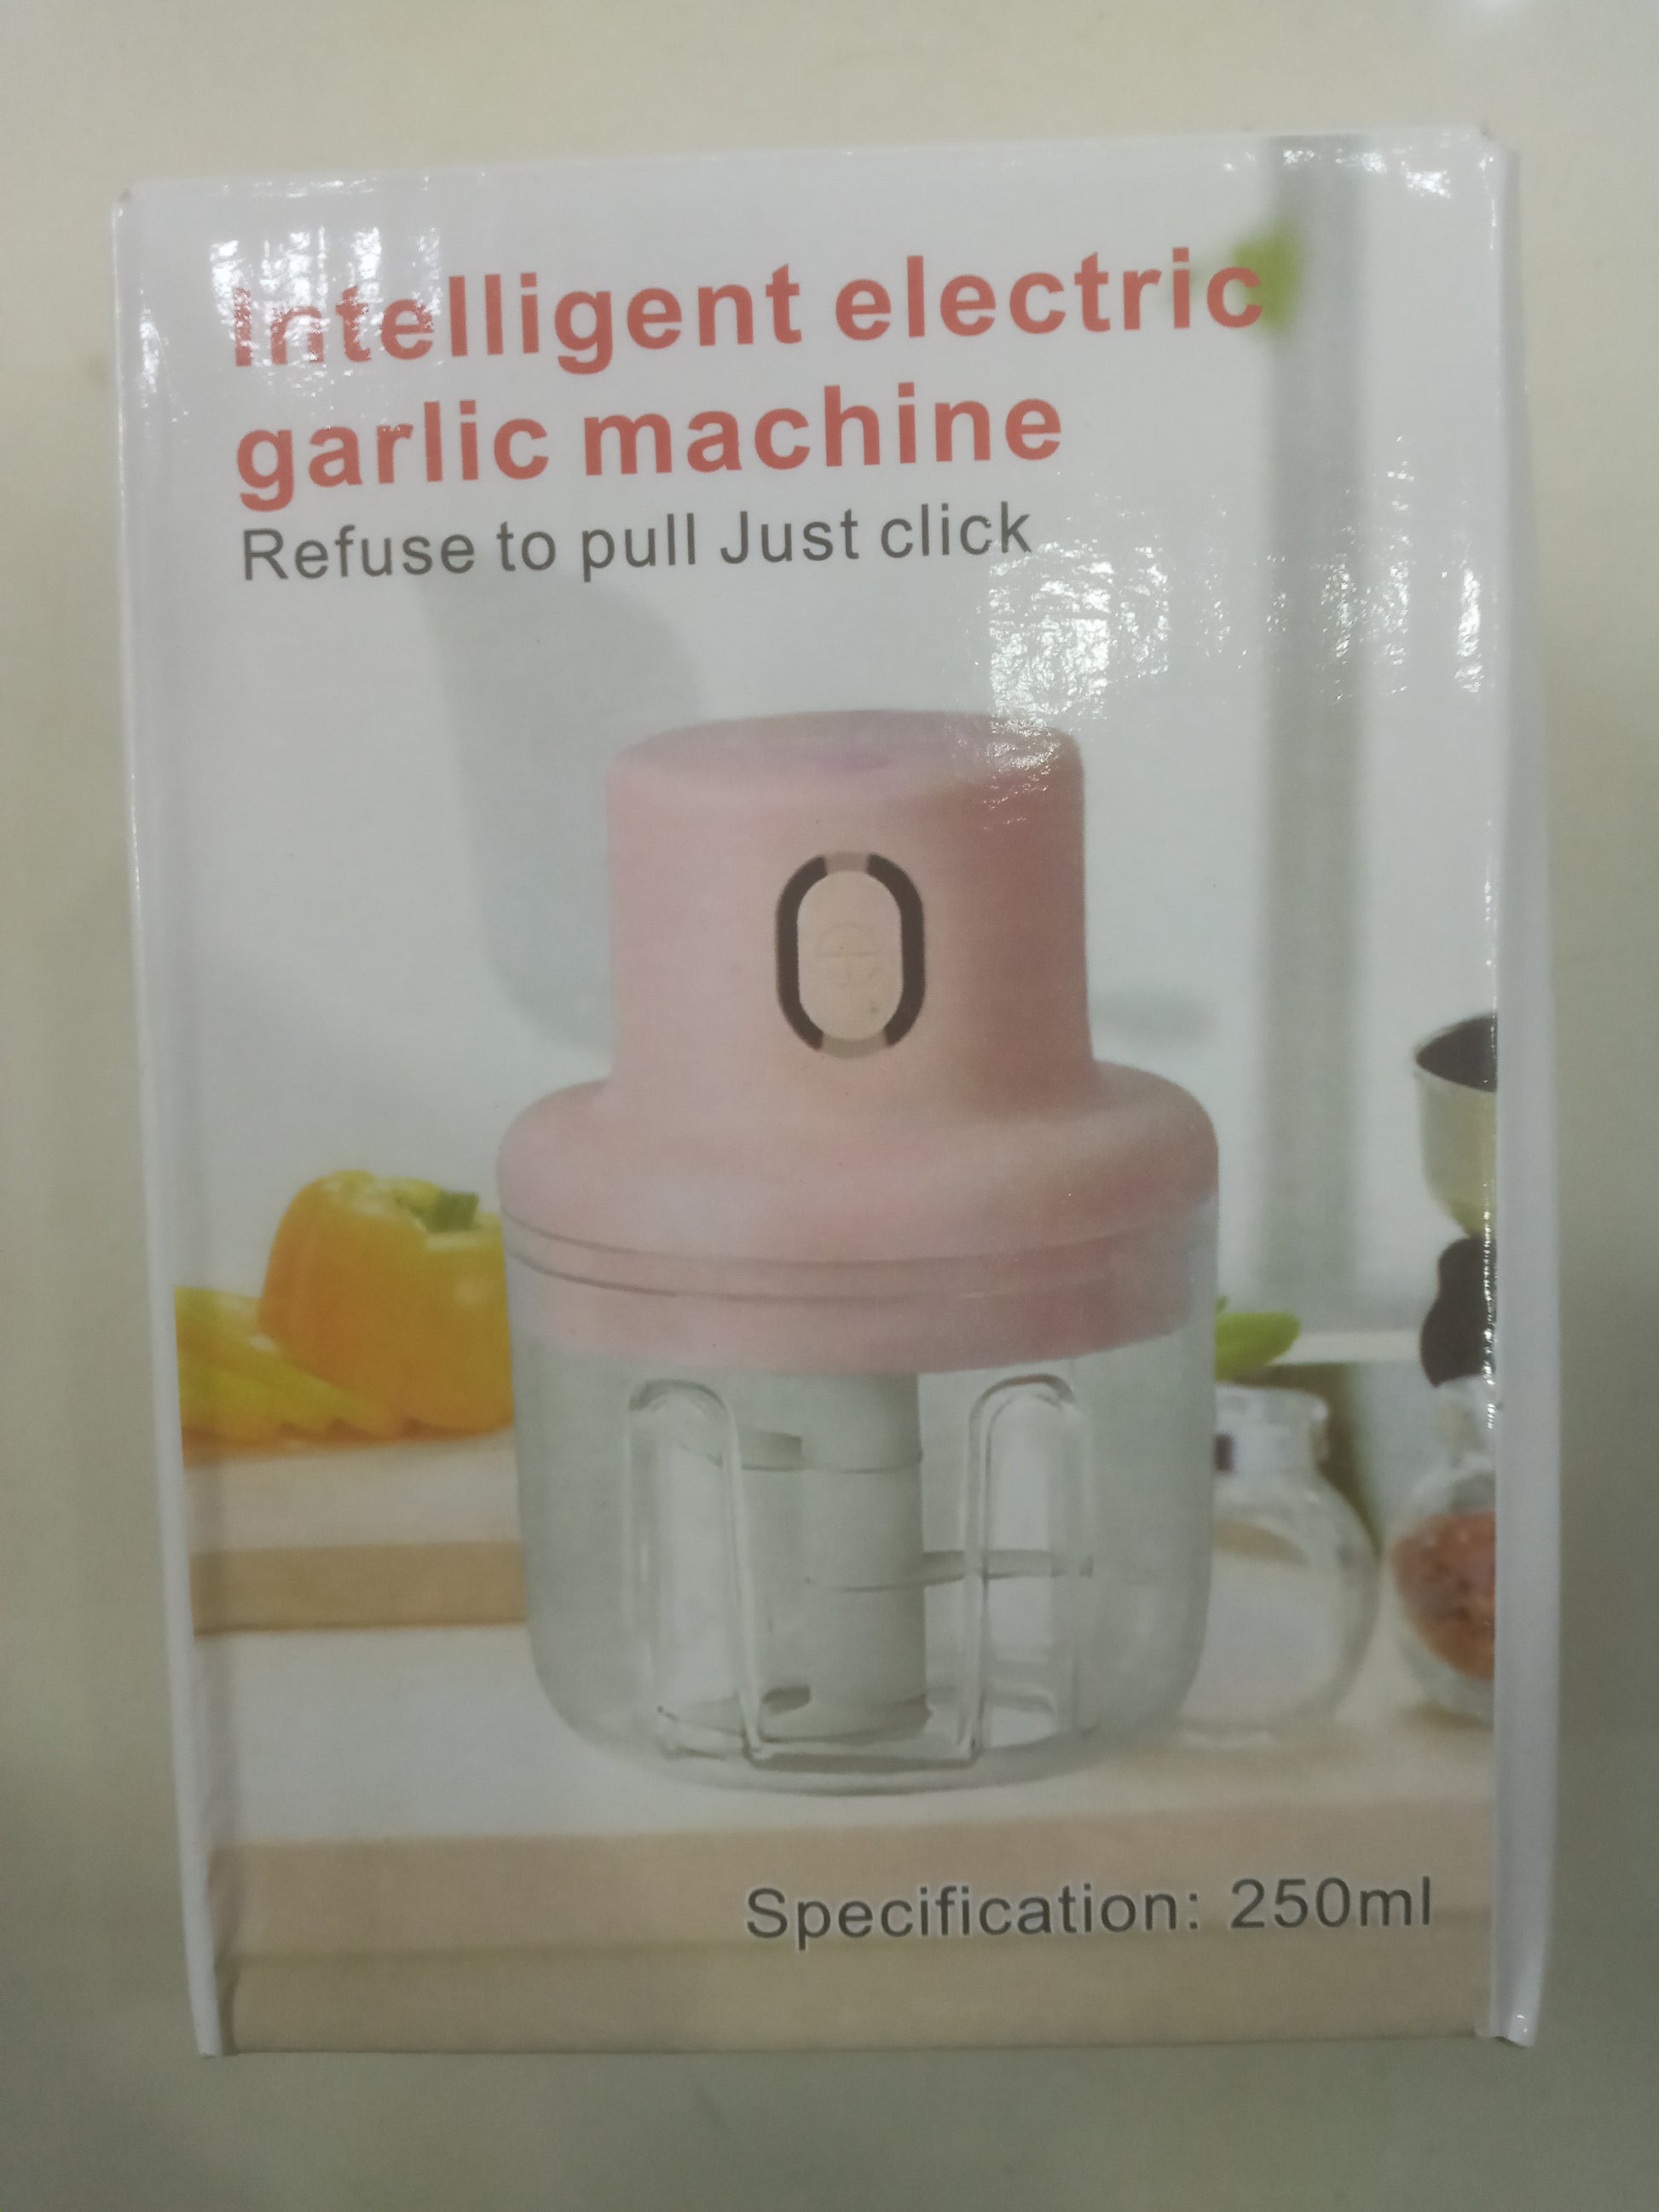 Intelligent electric
garlic machine
Refuse to pull Just click
Specification: 250ml